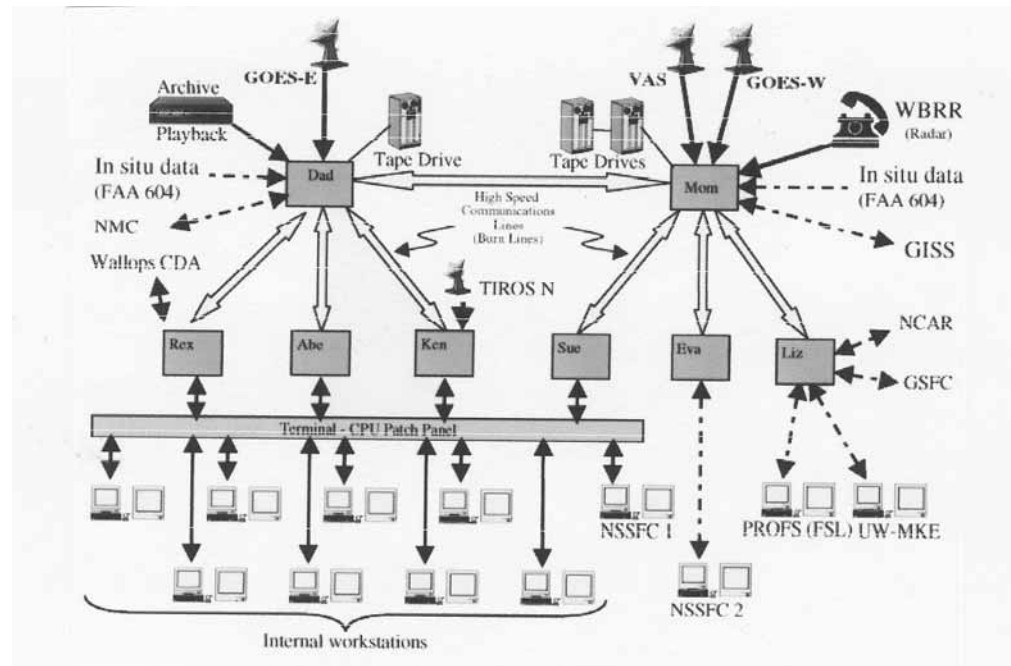 GOES-E
VAS
GOES-W
Archive
Playback
WBRR
(Radar)
Tape Drive
Tape Drives
Dad
Mom
In situ data
(FAA 604)
In situ data
(FAA 604)
High Speed
Communications
Lines
(Burn Lines)
NMC
GISS
Wallops CDA
TIROS N
Rex
Abe
Ken
Sue
Eva
Liz
NCAR
GSFC
Terminal - CPU Patch Panel
NSSFC 1
PROFS (FSL)
UW-MKE
NSSFC 2
Internal workstations